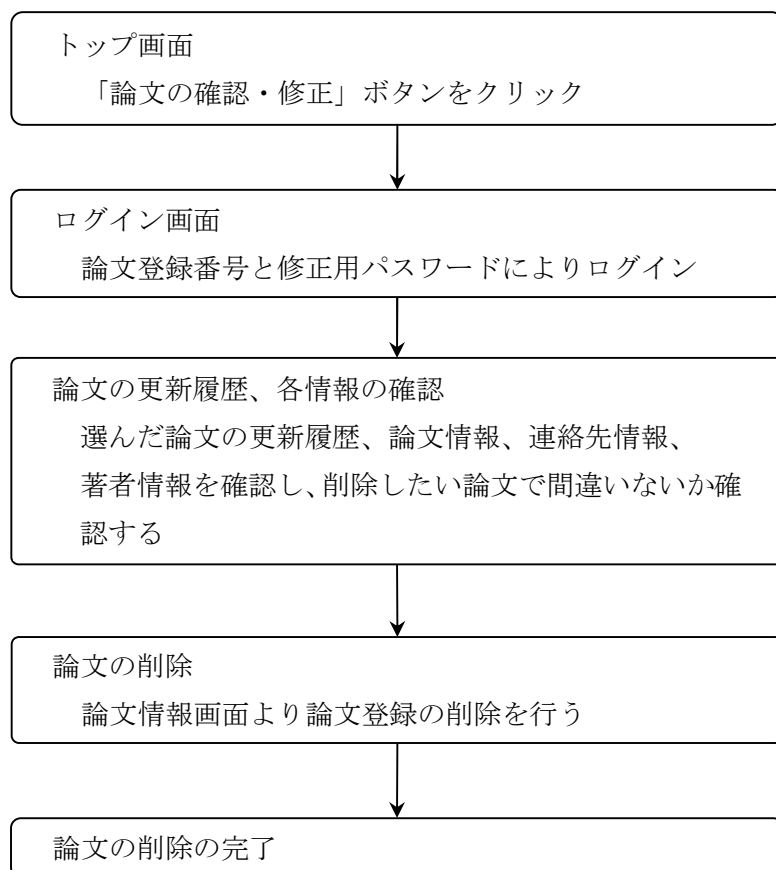 トップ画面
「論文の確認・修正」ボタンをクリック
ログイン画面
論文登録番号と修正用パスワードによりログイン
論文の更新履歴、各情報の確認
選んだ論文の更新履歴、論文情報、連絡先情報、
著者情報を確認し、削除したい論文で間違いないか確
認する
論文の削除
論文情報画面より論文登録の削除を行う
論文の削除の完了